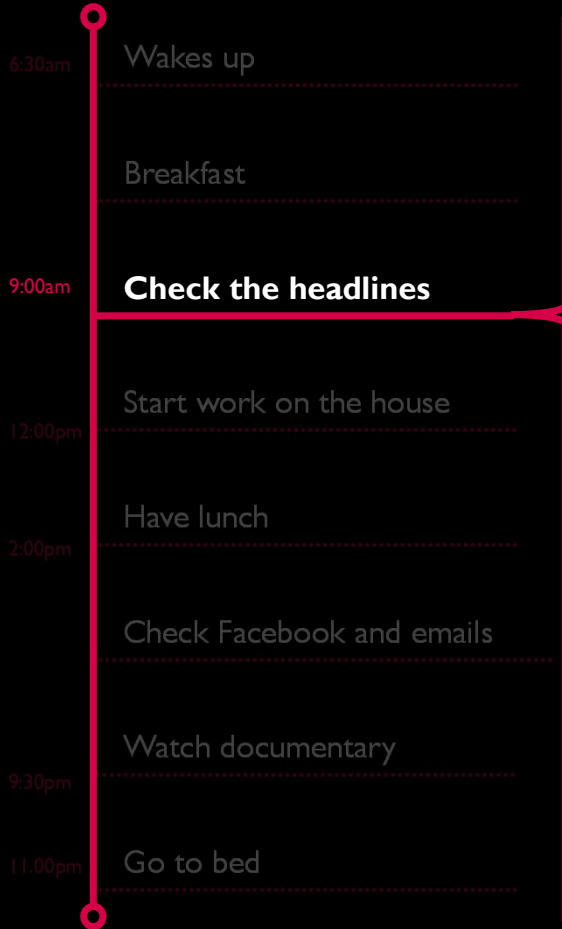 Wakes up
6:30am
Breakfast
9:00am
Check the headlines
Start work on the house
12:00pm
Have lunch
2:00pm
Check Facebook and emails
Watch documentary
9:30pm
Go to bed
11.00pm